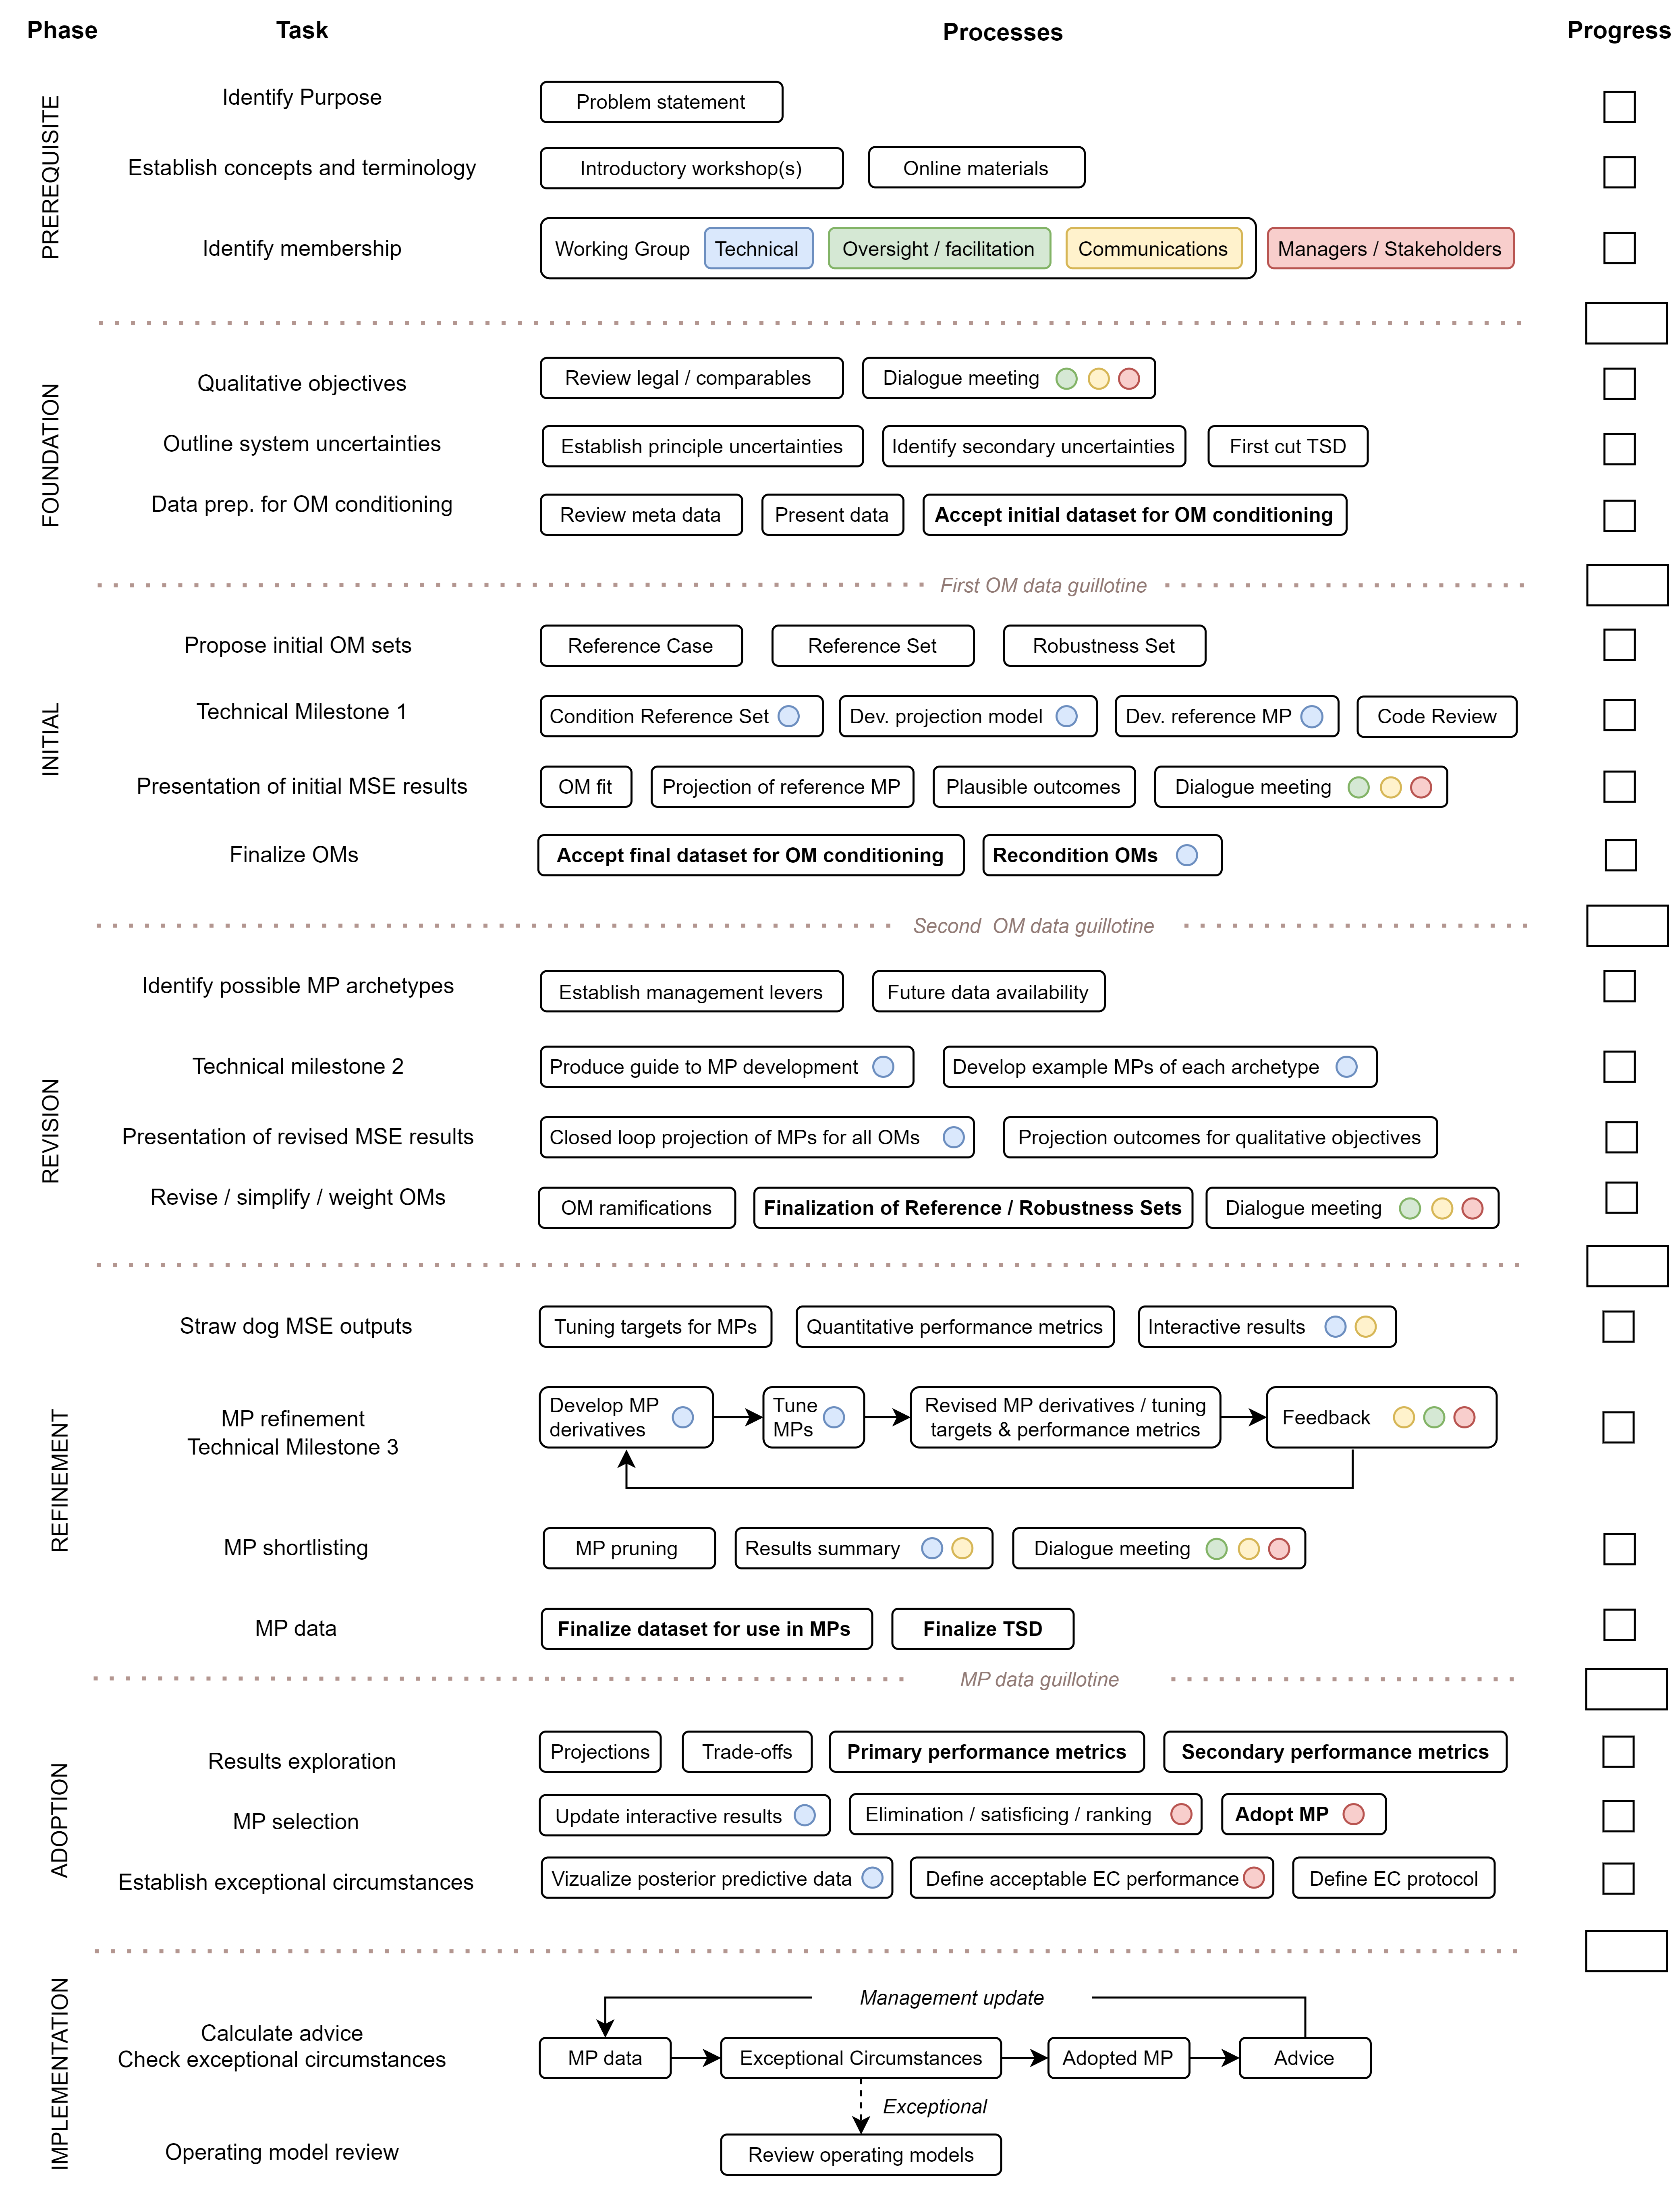 Phase Task Processes Progress
PREREQUISITE
Identify Purpose Problem statement
Establish concepts and terminology Introductory workshop(s) Online materials
Identify membership Working Group Technical Oversight / facilitation Communications Managers / Stakeholders
FOUNDATION
Qualitative objectives Review legal / comparables Dialogue meeting
Outline system uncertainties Establish principle uncertainties Identify secondary uncertainties First cut TSD
Data prep. for OM conditioning Review meta data Present data Accept initial dataset for OM conditioning
First OM data guillotine
INITIAL
Propose initial OM sets Reference Case Reference Set Robustness Set
Technical Milestone 1 Condition Reference Set Dev. projection model Dev. reference MP Code Review
Presentation of initial MSE results OM fit Projection of reference MP Plausible outcomes Dialogue meeting
Finalize OMs Accept final dataset for OM conditioning Recondition OMs
Second OM data guillotine
REVISION
Identify possible MP archetypes Establish management levers Future data availability
Technical milestone 2 Produce guide to MP development Develop example MPs of each archetype
Presentation of revised MSE results Closed loop projection of MPs for all OMs Projection outcomes for qualitative objectives
Revise / simplify / weight OMs OM ramifications Finalization of Reference / Robustness Sets Dialogue meeting
REFINEMENT
Straw dog MSE outputs Tuning targets for MPs Quantitative performance metrics Interactive results
MP refinement
Technical Milestone 3
Develop MP
derivatives
Tune
MPs
Revised MP derivatives / tuning
targets & performance metrics
Feedback
MP shortlisting MP pruning Results summary Dialogue meeting
MP data Finalize dataset for use in MPs Finalize TSD
MP data guillotine
ADOPTION
Results exploration Projections Trade-offs Primary performance metrics Secondary performance metrics
MP selection Update interactive results Elimination / satisficing / ranking Adopt MP
Establish exceptional circumstances Vizualize posterior predictive data Define acceptable EC performance Define EC protocol
IMPLEMENTATION
Management update
Calculate advice
Check exceptional circumstances
MP data Exceptional Circumstances Adopted MP Advice
Exceptional
Operating model review Review operating models